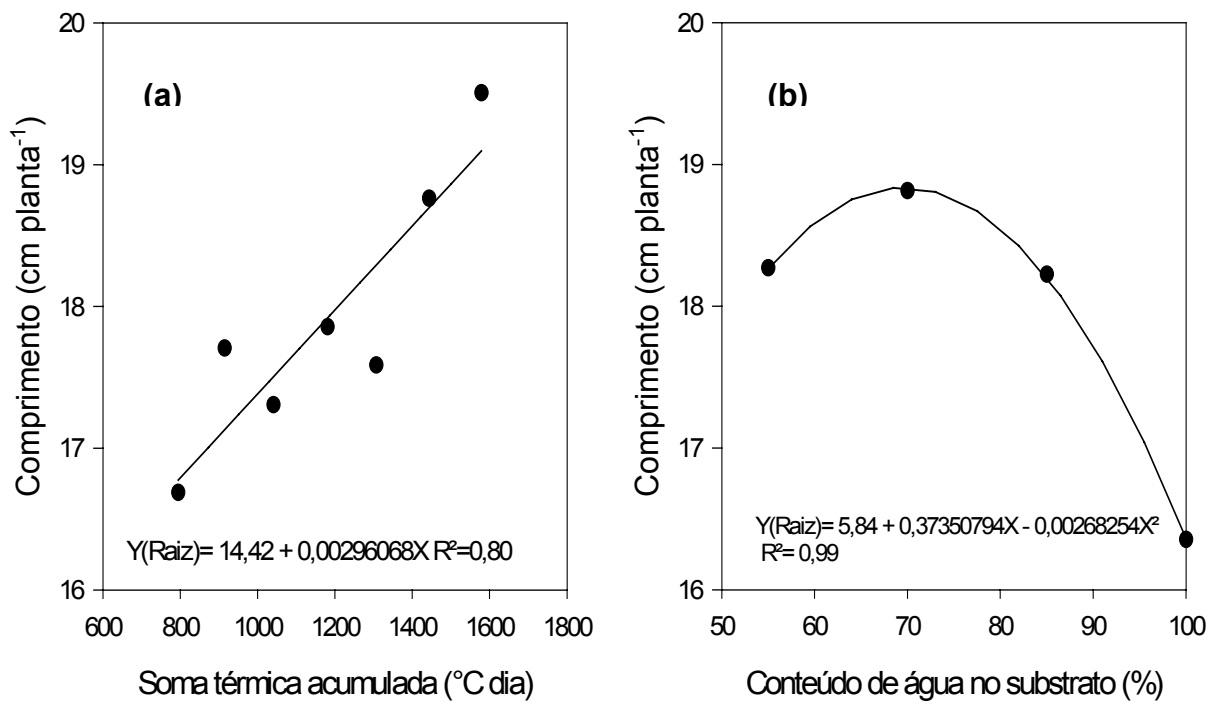 (a)
Comprimento (cm planta⁻¹)
20
19
18
17
16
Y(Raiz)= 14,42 + 0,00296068X R²=0,80
600 800 1000 1200 1400 1600 1800
Soma térmica acumulada (°C dia)
(b)
Comprimento (cm planta⁻¹)
20
19
18
17
16
Y(Raiz)= 5,84 + 0,37350794X - 0,00268254X²
R²= 0,99
50 60 70 80 90 100
Conteúdo de água no substrato (%)